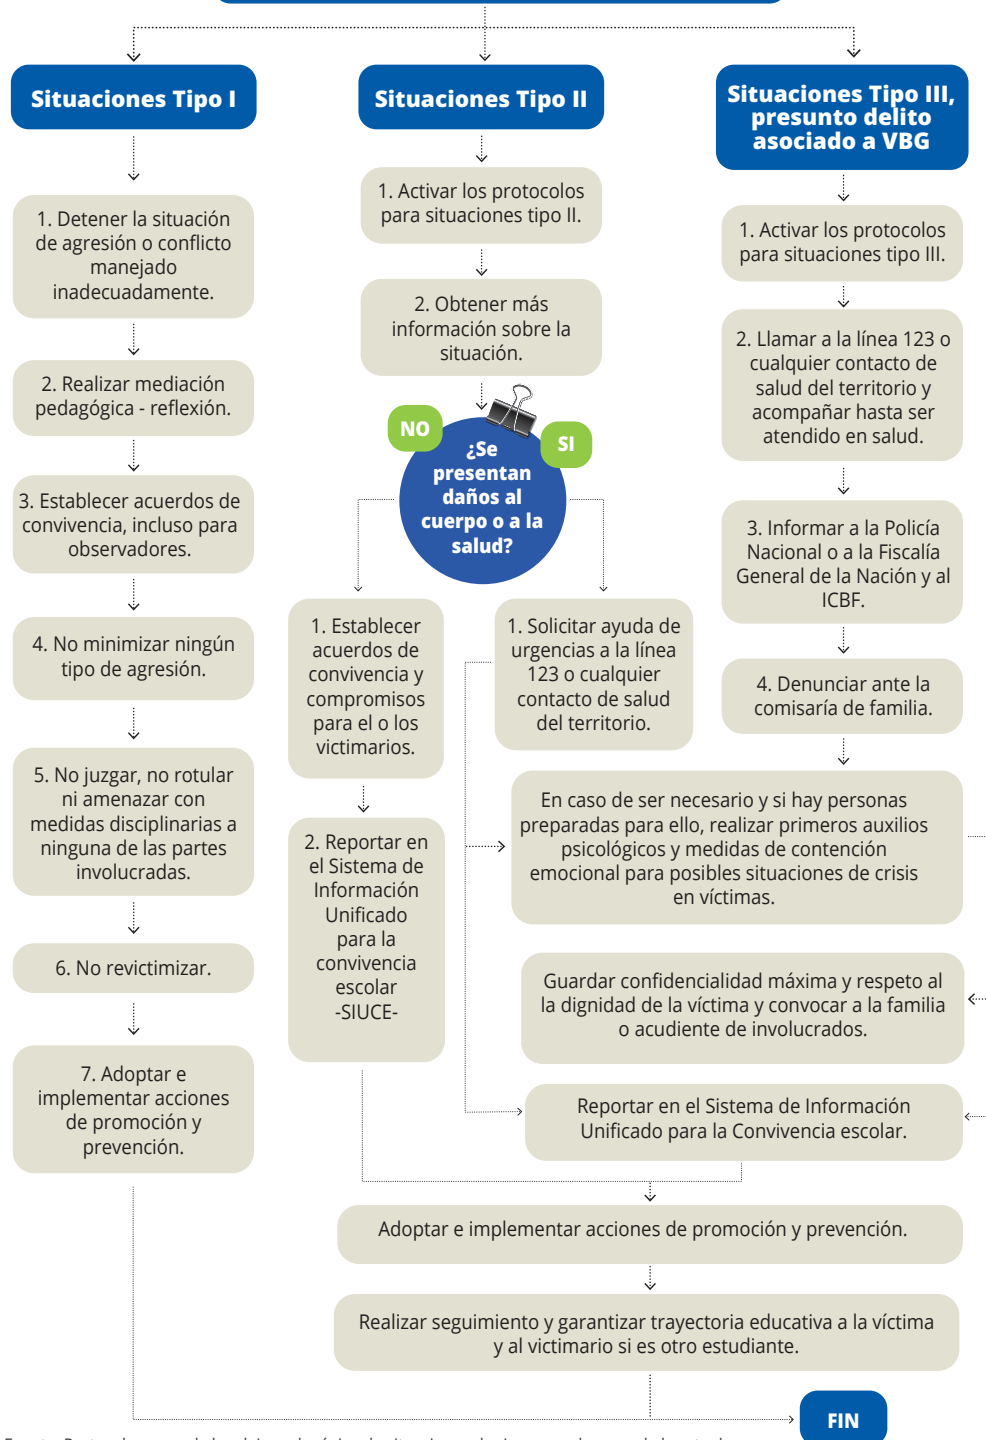 Situaciones Tipo I
1. Detener la situación
de agresión o conflicto
manejado
inadecuadamente.
2. Realizar mediación
pedagógica - reflexión.
3. Establecer acuerdos de
convivencia, incluso para
observadores.
4. No minimizar ningún
tipo de agresión.
5. No juzgar, no rotular
ni amenazar con
medidas disciplinarias a
ninguna de las partes
involucradas.
6. No revictimizar.
7. Adoptar e
implementar acciones
de promoción y
prevención.
Situaciones Tipo II
1. Activar los protocolos
para situaciones tipo II.
2. Obtener más
información sobre la
situación.
NO
SI
¿Se
presentan
daños al
cuerpo o a la
salud?
1. Establecer
acuerdos de
convivencia y
compromisos
para el o los
victimarios.
2. Reportar en
el Sistema de
Información
Unificado
para la
convivencia
escolar
-SIUCE-
1. Solicitar ayuda de
urgencias a la línea
123 o cualquier
contacto de salud
del territorio.
Situaciones Tipo III,
presunto delito
asociado a VBG
1. Activar los protocolos
para situaciones tipo III.
2. Llamar a la línea 123 o
cualquier contacto de
salud del territorio y
acompañar hasta ser
atendido en salud.
3. Informar a la Policía
Nacional o a la Fiscalía
General de la Nación y al
ICBF.
4. Denunciar ante la
comisaría de familia.
En caso de ser necesario y si hay personas
preparadas para ello, realizar primeros auxilios
psicológicos y medidas de contención
emocional para posibles situaciones de crisis
en víctimas.
Guardar confidencialidad máxima y respeto al
la dignidad de la víctima y convocar a la familia
o acudiente de involucrados.
Reportar en el Sistema de Información
Unificado para la Convivencia escolar.
Adoptar e implementar acciones de promoción y prevención.
Realizar seguimiento y garantizar trayectoria educativa a la víctima
y al victimario si es otro estudiante.
FIN